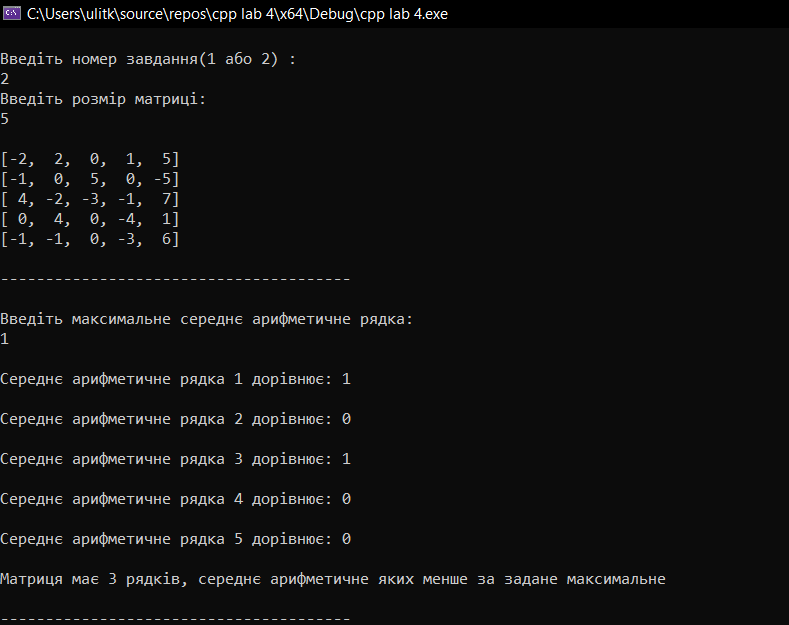 C:\Users\ulitk\source\repos\cpp lab 4\x64\Debug\cpp lab 4.exe
Введіть номер завдання(1 або 2) :
2
Введіть розмір матриці:
5
[-2,  2,  0,  1,  5]
[-1,  0,  5,  0, -5]
[ 4, -2, -3, -1,  7]
[ 0,  4,  0, -4,  1]
[-1, -1,  0, -3,  6]
---------------------------------------
Введіть максимальне середнє арифметичне рядка:
1
Середнє арифметичне рядка 1 дорівнює: 1
Середнє арифметичне рядка 2 дорівнює: 0
Середнє арифметичне рядка 3 дорівнює: 1
Середнє арифметичне рядка 4 дорівнює: 0
Середнє арифметичне рядка 5 дорівнює: 0
Матриця має 3 рядків, середнє арифметичне яких менше за задане максимальне
---------------------------------------